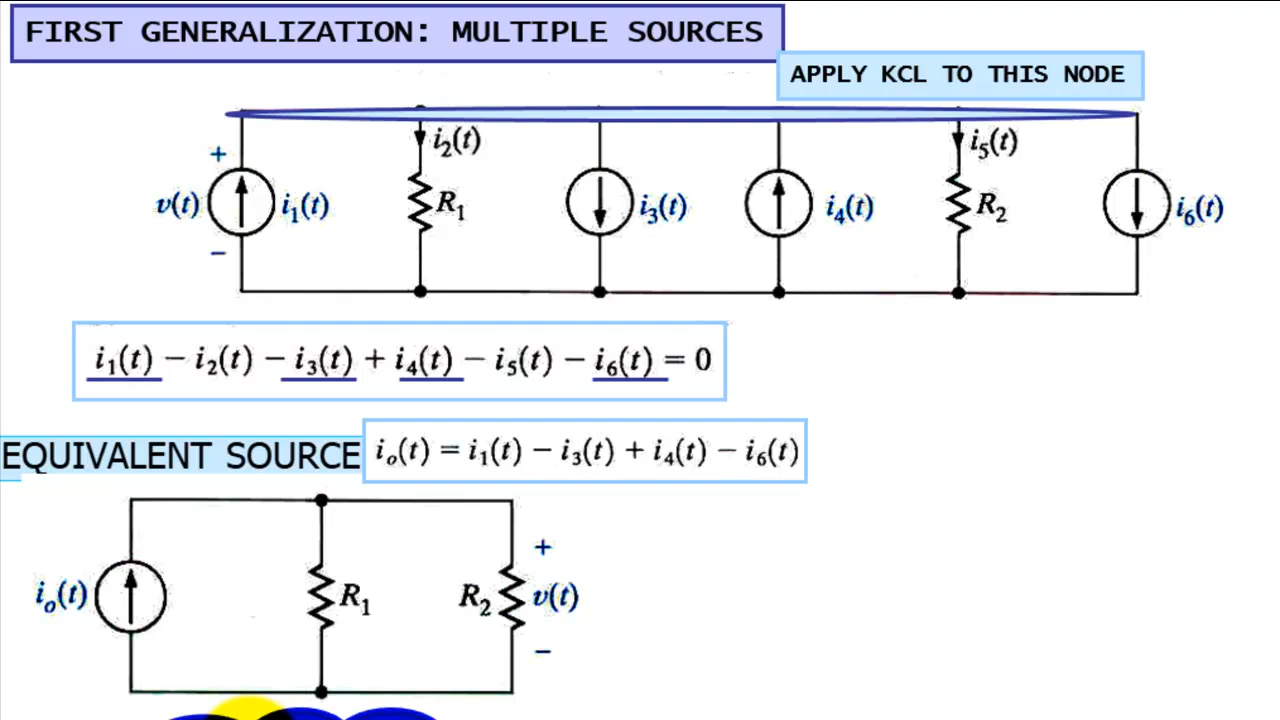 FIRST GENERALIZATION: MULTIPLE SOURCES
APPLY KCL TO THIS NODE
i₂(t)
i₅(t)
+
v(t)
i₁(t)
R₁
i₃(t)
i₄(t)
R₂
i₆(t)
−
i₁(t) − i₂(t) − i₃(t) + i₄(t) − i₅(t) − i₆(t) = 0
EQUIVALENT SOURCE
iₒ(t) = i₁(t) − i₃(t) + i₄(t) − i₆(t)
+
iₒ(t)
R₁
R₂
v(t)
−